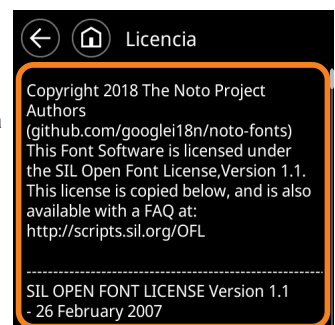 Licencia
Copyright 2018 The Noto Project
Authors
(github.com/googlei18n/noto-fonts)
This Font Software is licensed under
the SIL Open Font License,Version 1.1.
This license is copied below, and is also
available with a FAQ at:
http://scripts.sil.org/OFL
-----------------------------------------------------------
SIL OPEN FONT LICENSE Version 1.1
- 26 February 2007